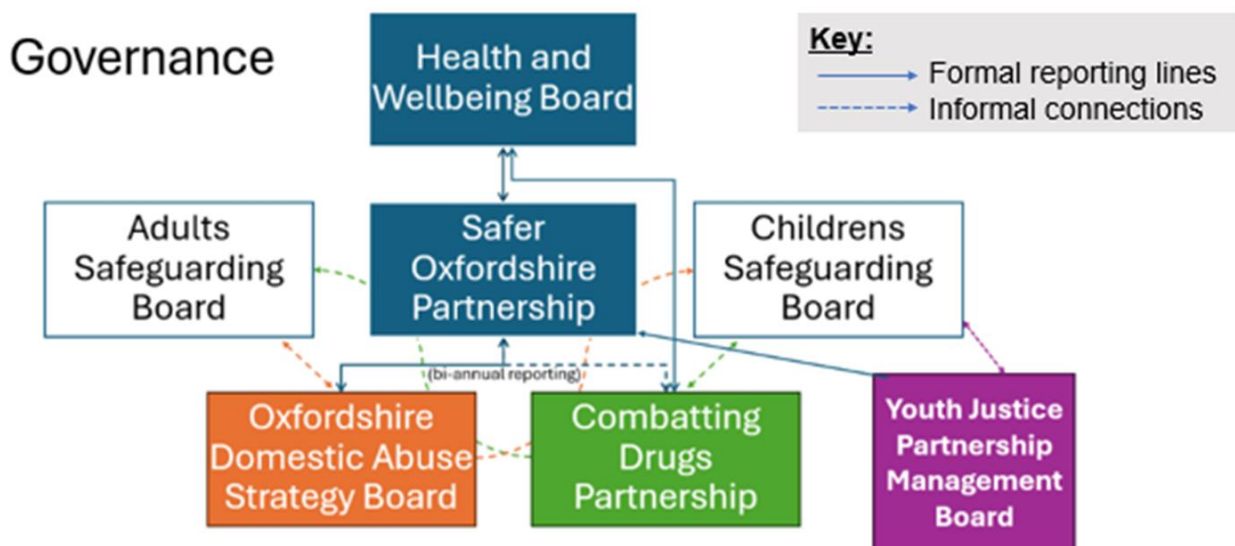 Governance
Health and
Wellbeing Board
Key:
Formal reporting lines
Informal connections
Adults
Safeguarding
Board
Safer
Oxfordshire
Partnership
Childrens
Safeguarding
Board
(bi-annual reporting)
Oxfordshire
Domestic Abuse
Strategy Board
Combatting
Drugs
Partnership
Youth Justice
Partnership
Management
Board